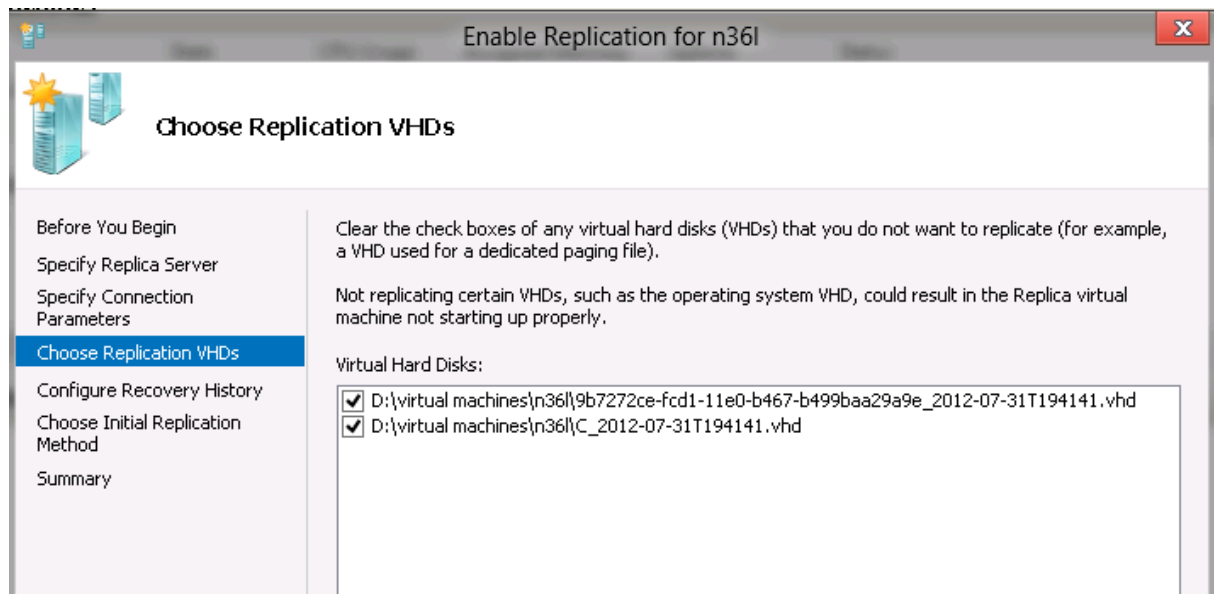 Enable Replication for n36l
Choose Replication VHDs
Before You Begin
Specify Replica Server
Specify Connection
Parameters
Choose Replication VHDs
Configure Recovery History
Choose Initial Replication
Method
Summary
Clear the check boxes of any virtual hard disks (VHDs) that you do not want to replicate (for example,
a VHD used for a dedicated paging file).
Not replicating certain VHDs, such as the operating system VHD, could result in the Replica virtual
machine not starting up properly.
Virtual Hard Disks:
D:\virtual machines\n36l\9b7272ce-fcd1-11e0-b467-b499baa29a9e_2012-07-31T194141.vhd
D:\virtual machines\n36l\C_2012-07-31T194141.vhd